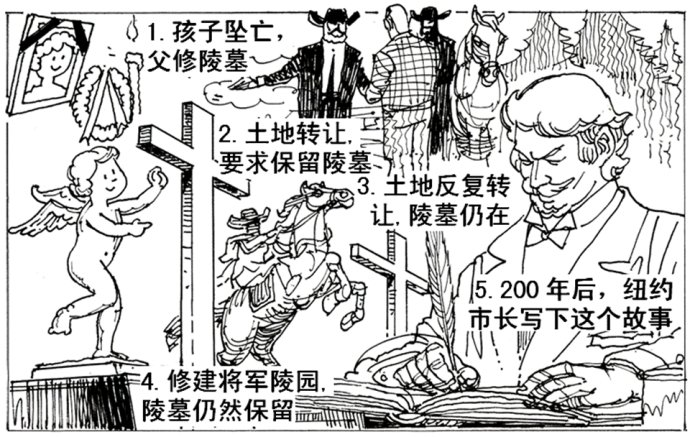 1. 孩子坠亡，
父修陵墓
2. 土地转让，
要求保留陵墓
3. 土地反复转
让，陵墓仍在
4. 修建将军陵园，
陵墓仍然保留
5. 200 年后，纽约
市长写下这个故事